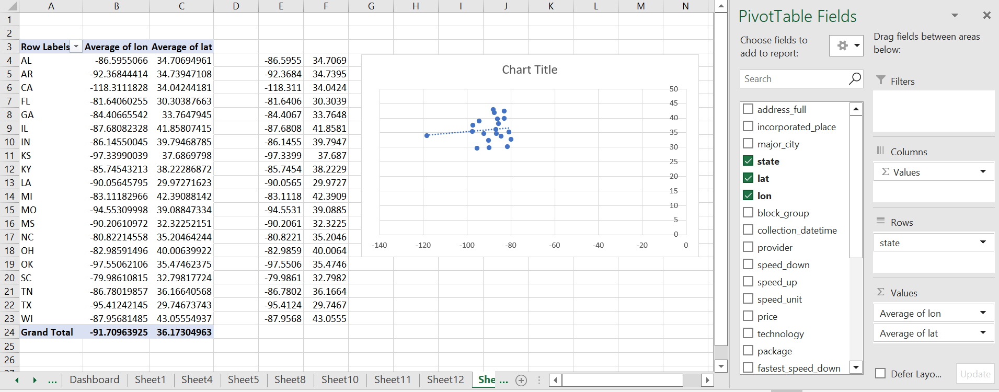 A B C D E F G H I J K L M N
1
2
3 Row Labels Average of lon Average of lat
4 AL -86.5955066 34.70694961 -86.5955 34.7069
5 AR -92.36844414 34.73947108 -92.3684 34.7395
6 CA -118.3111828 34.04244181 -118.311 34.0424
7 FL -81.64060255 30.30387663 -81.6406 30.3039
8 GA -84.40665542 33.7647945 -84.4067 33.7648
9 IL -87.68082328 41.85807415 -87.6808 41.8581
10 IN -86.14550045 39.79468785 -86.1455 39.7947
11 KS -97.33990039 37.6869798 -97.3399 37.687
12 KY -85.74543213 38.22286872 -85.7454 38.2229
13 LA -90.05645795 29.97271623 -90.0565 29.9727
14 MI -83.11182966 42.39088142 -83.1118 42.3909
15 MO -94.55309998 39.08847334 -94.5531 39.0885
16 MS -90.20610972 32.32252151 -90.2061 32.3225
17 NC -80.82214558 35.20464244 -80.8221 35.2046
18 OH -82.98591496 40.00639922 -82.9859 40.0064
19 OK -97.55062106 35.47462375 -97.5506 35.4746
20 SC -79.98610815 32.79817724 -79.9861 32.7982
21 TN -86.78019857 36.16640568 -86.7802 36.1664
22 TX -95.41242145 29.74673743 -95.4124 29.7467
23 WI -87.95681485 43.05554937 -87.9568 43.0555
24 Grand Total -91.70963925 36.17304963
25
26
27
Chart Title
50
45
40
35
30
25
20
15
10
5
0
-140 -120 -100 -80 -60 -40 -20 0
... Dashboard Sheet1 Sheet4 Sheet5 Sheet8 Sheet10 Sheet11 Sheet12 She ...
PivotTable Fields
Choose fields to
add to report:
Search
address_full
incorporated_place
major_city
state
lat
lon
block_group
collection_datetime
provider
speed_down
speed_up
speed_unit
price
technology
package
fastest_speed_down
Drag fields between areas
below:
Filters
Columns
Σ Values
Rows
state
Σ Values
Average of lon
Average of lat
Defer Layo... Update